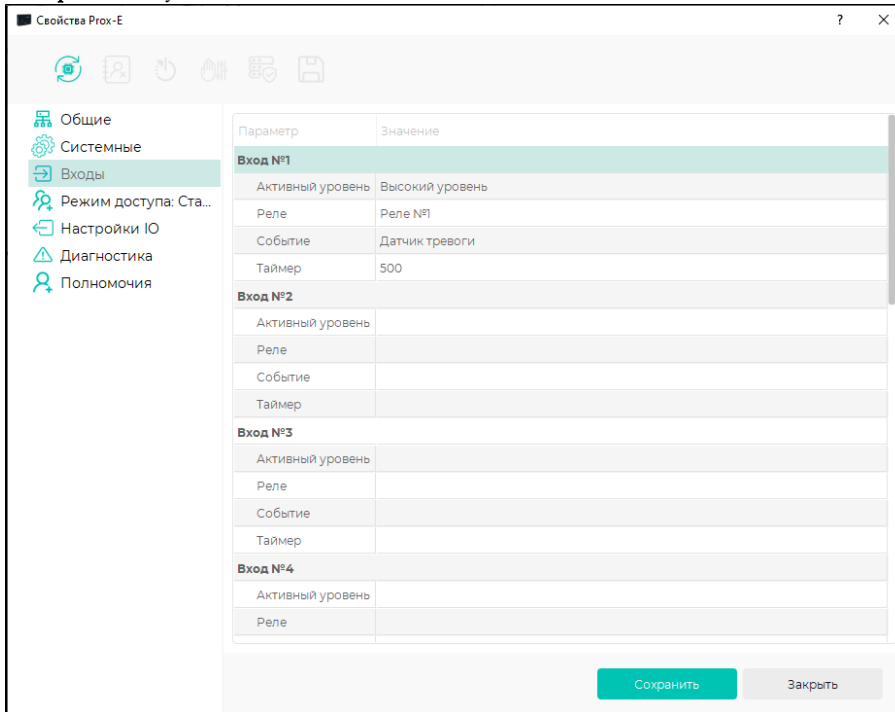 Свойства Prox-E
?
Общие
Системные
Входы
Режим доступа: Ста...
Настройки IO
Диагностика
Полномочия
Параметр Значение
Вход №1
Активный уровень Высокий уровень
Реле Реле №1
Событие Датчик тревоги
Таймер 500
Вход №2
Активный уровень
Реле
Событие
Таймер
Вход №3
Активный уровень
Реле
Событие
Таймер
Вход №4
Активный уровень
Реле
Сохранить Закрыть